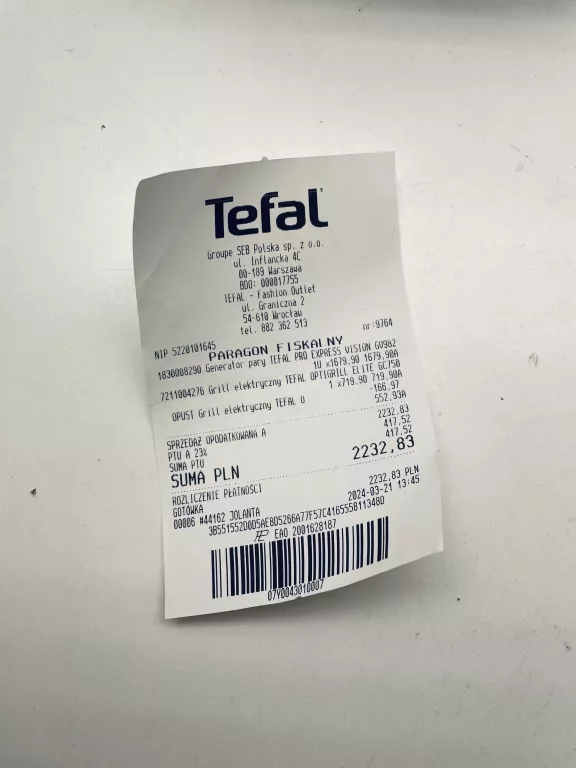 Tefal
Groupe SEB Polska sp. z o.o.
ul. Inflancka 4C
00-189 Warszawa
BDO: 000017755
TEFAL - Fashion Outlet
ul. Graniczna 2
54-610 Wrocław
tel. 882 362 513
NIP 5220101645 nr:9764
PARAGON FISKALNY
1830008290 Generator pary TEFAL PRO EXPRESS VISION GV982
1U x1679.90 1679.90A
7211004276 Grill elektryczny TEFAL OPTIGRILL ELITE GC750
1 x719.90 719.90A
OPUST Grill elektryczny TEFAL O -166.97
552.93A
SPRZEDAŻ OPODATKOWANA A 2232.83
PTU A 23% 417.52
SUMA PTU 417.52
SUMA PLN 2232,83
ROZLICZENIE PŁATNOŚCI
GOTÓWKA 2232,83 PLN
00006 #44162 JOLANTA 2024-03-21 13:45
3B551552D0D5AE8D5266A77F57C416555811348D
EAO 2001628187
07Y0043010007